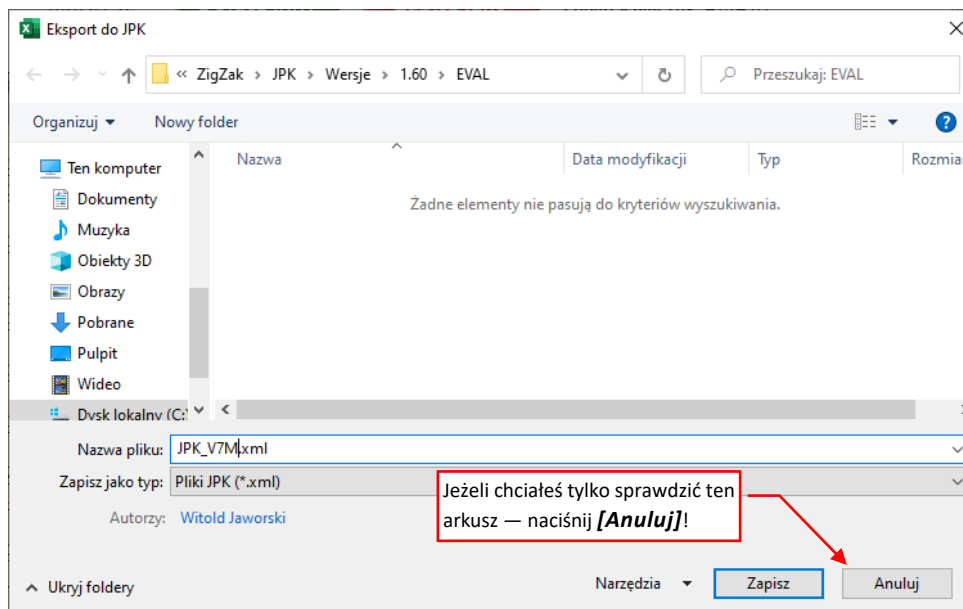 Eksport do JPK
« ZigZak › JPK › Wersje › 1.60 › EVAL
Przeszukaj: EVAL
Organizuj
Nowy folder
Nazwa
Data modyfikacji
Typ
Rozmia
Żadne elementy nie pasują do kryteriów wyszukiwania.
Ten komputer
Dokumenty
Muzyka
Obiekty 3D
Obrazy
Pobrane
Pulpit
Wideo
Dysk lokalny (C:)
Nazwa pliku:
JPK_V7M.xml
Zapisz jako typ:
Pliki JPK (*.xml)
Autorzy:
Witold Jaworski
Jeżeli chciałeś tylko sprawdzić ten
arkusz — naciśnij [Anuluj]!
Ukryj foldery
Narzędzia
Zapisz
Anuluj